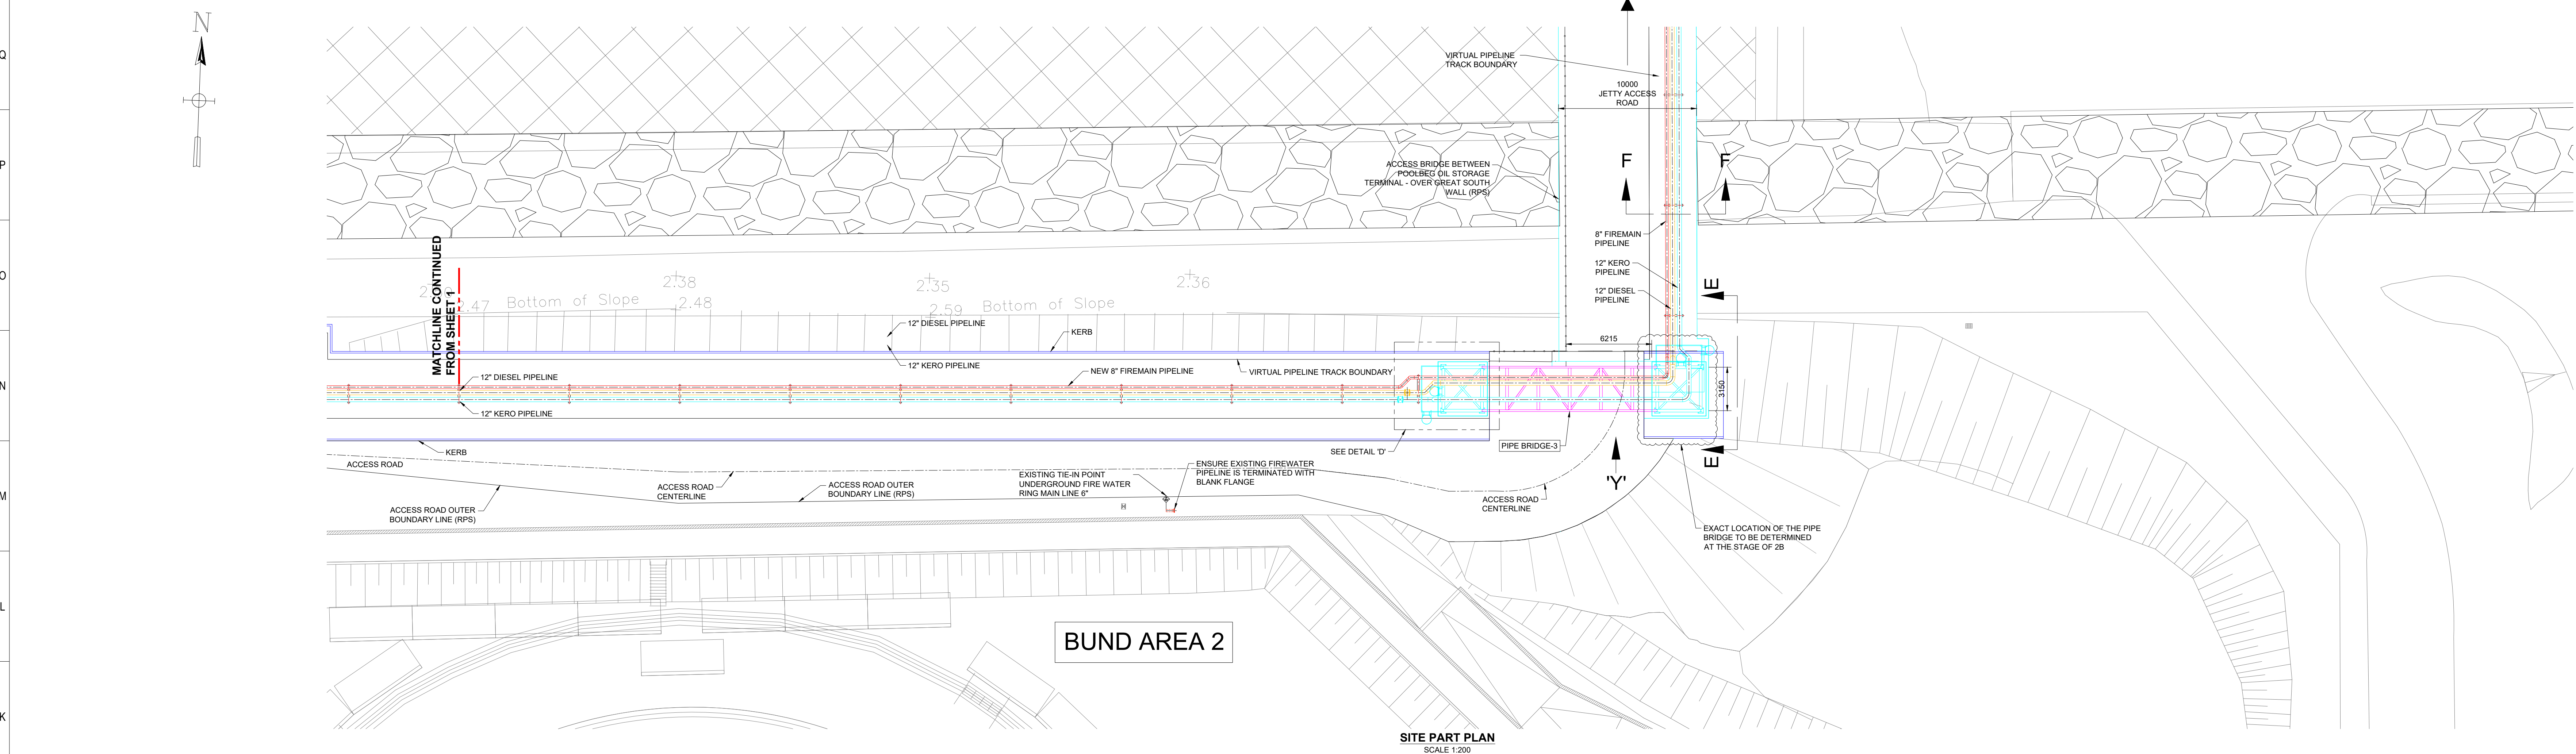 N
Q
P
O
N
M
L
K
VIRTUAL PIPELINE
TRACK BOUNDARY
10000
JETTY ACCESS
ROAD
ACCESS BRIDGE BETWEEN
POOLBEG OIL STORAGE
TERMINAL - OVER GREAT SOUTH
WALL (RPS)
F
F
8" FIREMAIN
PIPELINE
12" KERO
PIPELINE
12" DIESEL
PIPELINE
E
E
MATCHLINE CONTINUED
FROM SHEET 1
2.47
Bottom of Slope
2.38
2.48
2.35
2.59
Bottom of Slope
2.36
12" DIESEL PIPELINE
KERB
12" KERO PIPELINE
6215
3150
12" DIESEL PIPELINE
NEW 8" FIREMAIN PIPELINE
VIRTUAL PIPELINE TRACK BOUNDARY
12" KERO PIPELINE
KERB
SEE DETAIL 'D'
PIPE BRIDGE-3
'Y'
ACCESS ROAD
ACCESS ROAD
CENTERLINE
ACCESS ROAD OUTER
BOUNDARY LINE (RPS)
ACCESS ROAD OUTER
BOUNDARY LINE (RPS)
EXISTING TIE-IN POINT
UNDERGROUND FIRE WATER
RING MAIN LINE 6"
ENSURE EXISTING FIREWATER
PIPELINE IS TERMINATED WITH
BLANK FLANGE
ACCESS ROAD
CENTERLINE
EXACT LOCATION OF THE PIPE
BRIDGE TO BE DETERMINED
AT THE STAGE OF 2B
BUND AREA 2
SITE PART PLAN
SCALE 1:200